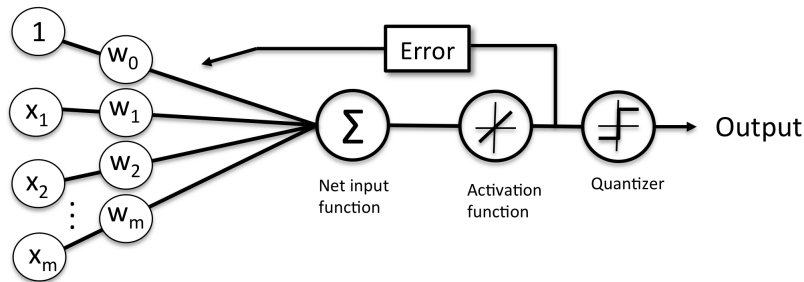 1
w0
Error
x1
w1
Σ
Output
x2
w2
Net input
function
Activation
function
Quantizer
⋮
wm
xm